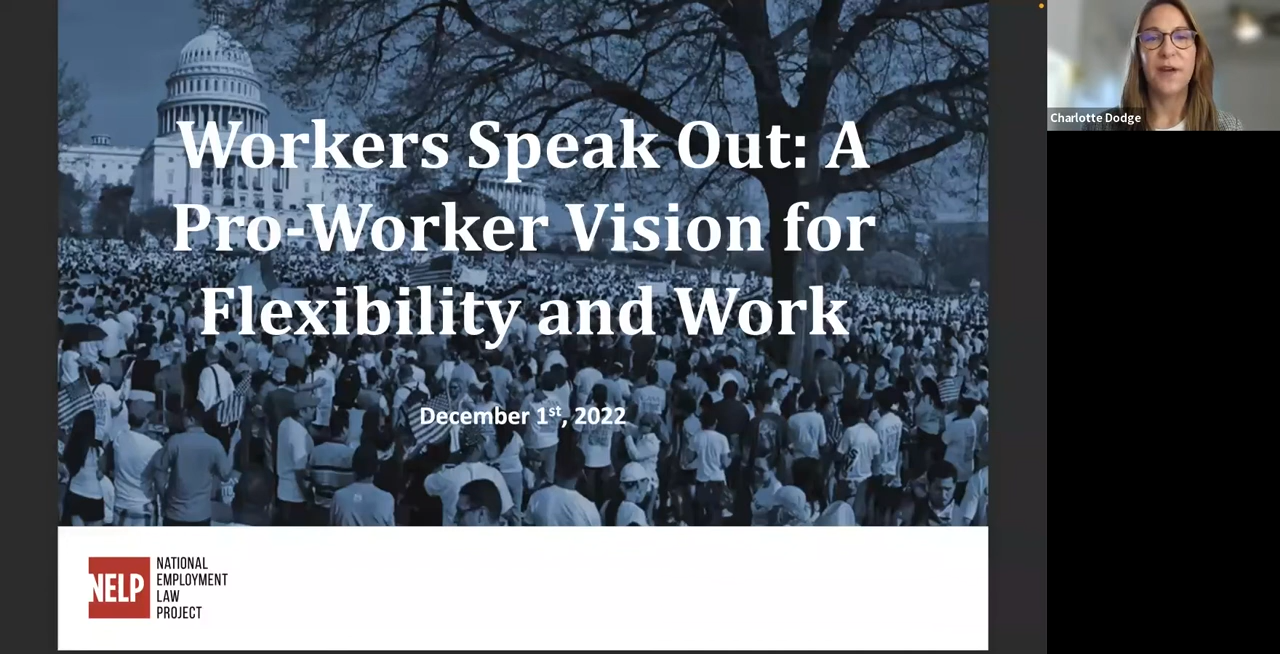 Workers Speak Out: A
Pro-Worker Vision for
Flexibility and Work
December 1st, 2022
NELP
NATIONAL
EMPLOYMENT
LAW
PROJECT
Charlotte Dodge